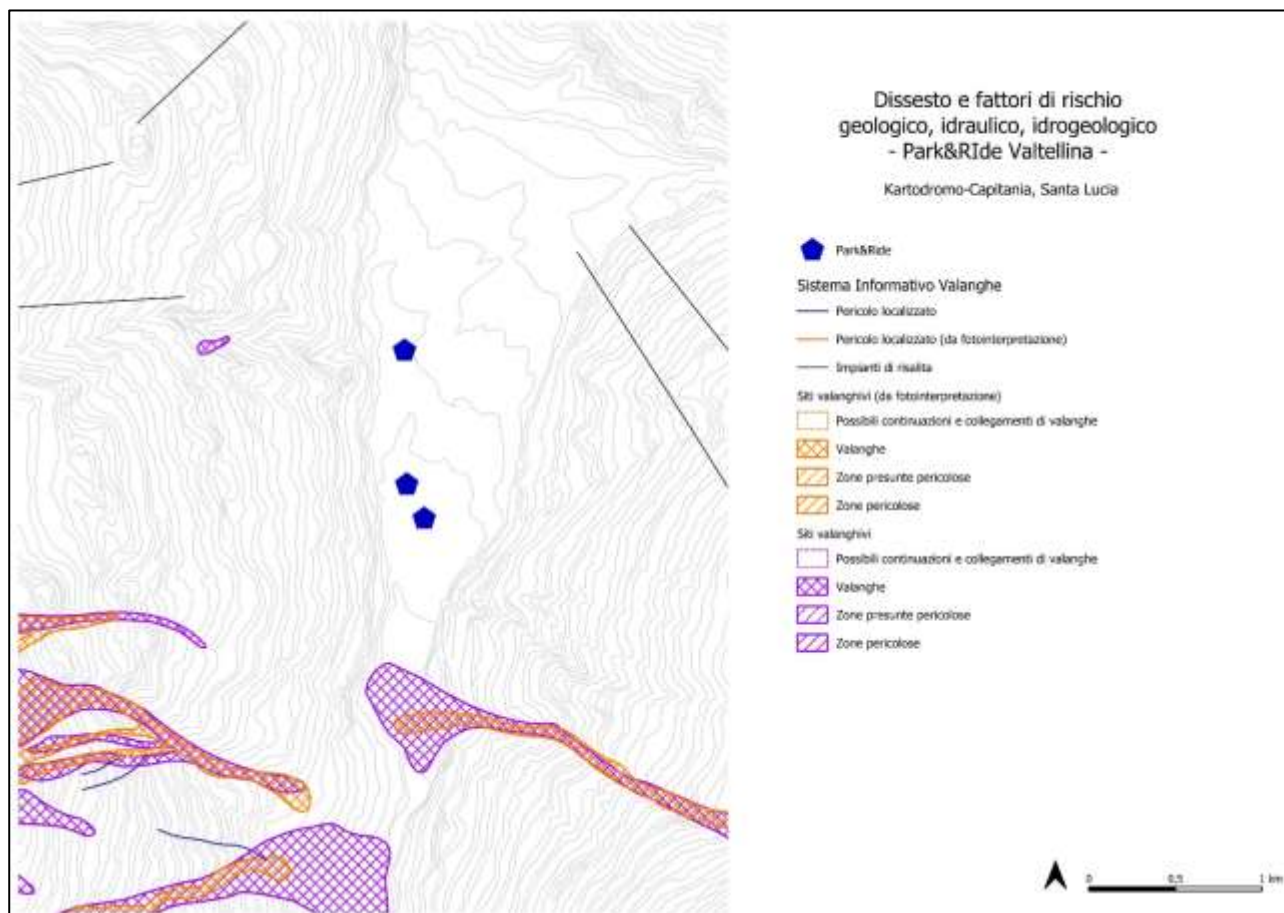 Dissesto e fattori di rischio
geologico, idraulico, idrogeologico
- Park&RIde Valtellina -
Kartodromo-Capitania, Santa Lucia
Park&Ride
Sistema Informativo Valanghe
Pericolo localizzato
Pericolo localizzato (da fotointerpretazione)
Impianti di risalita
Siti valanghivi (da fotointerpretazione)
Possibili continuazioni e collegamenti di valanghe
Valanghe
Zone presunte pericolose
Zone pericolose
Siti valanghivi
Possibili continuazioni e collegamenti di valanghe
Valanghe
Zone presunte pericolose
Zone pericolose
0 0,5 1 km